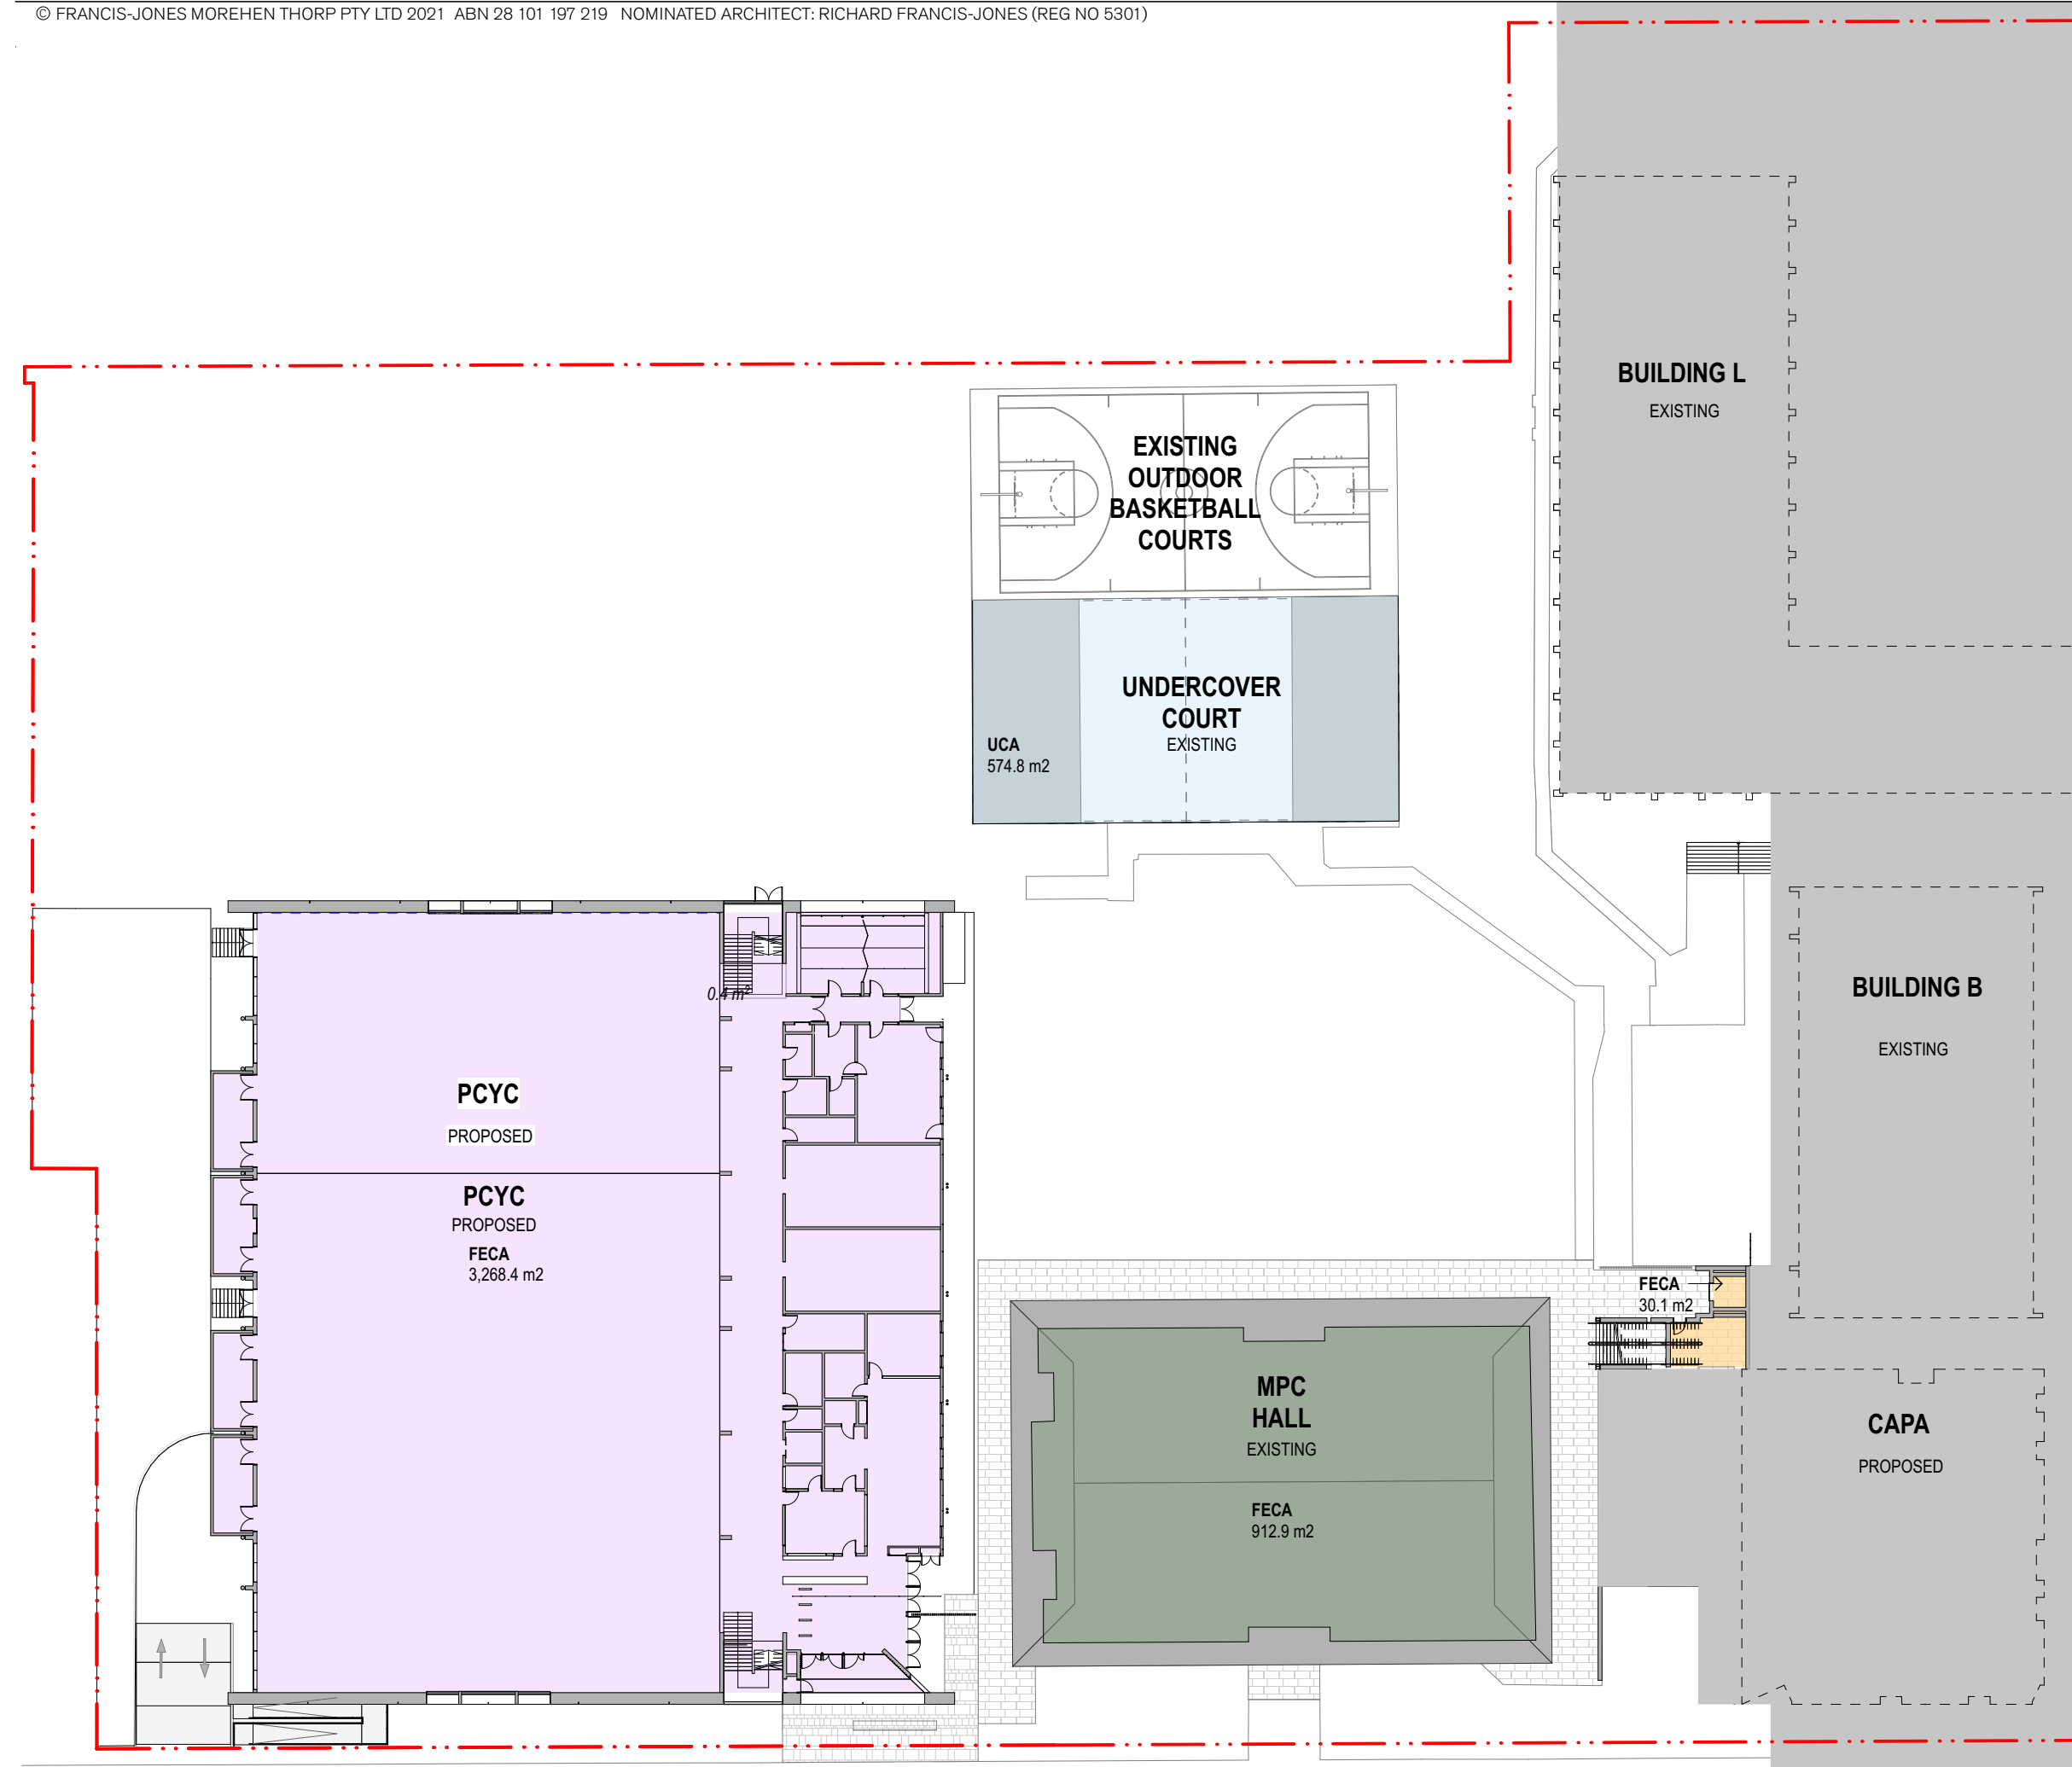 © FRANCIS-JONES MOREHEN THORP PTY LTD 2021 ABN 28 101 197 219 NOMINATED ARCHITECT: RICHARD FRANCIS-JONES (REG NO 5301)
BUILDING L
EXISTING
EXISTING
OUTDOOR
BASKETBALL
COURTS
UNDERCOVER
COURT
EXISTING
UCA
574.8 m2
BUILDING B
EXISTING
0.4 m²
PCYC
PROPOSED
PCYC
PROPOSED
FECA
3,268.4 m2
FECA
30.1 m2
MPC
HALL
EXISTING
FECA
912.9 m2
CAPA
PROPOSED